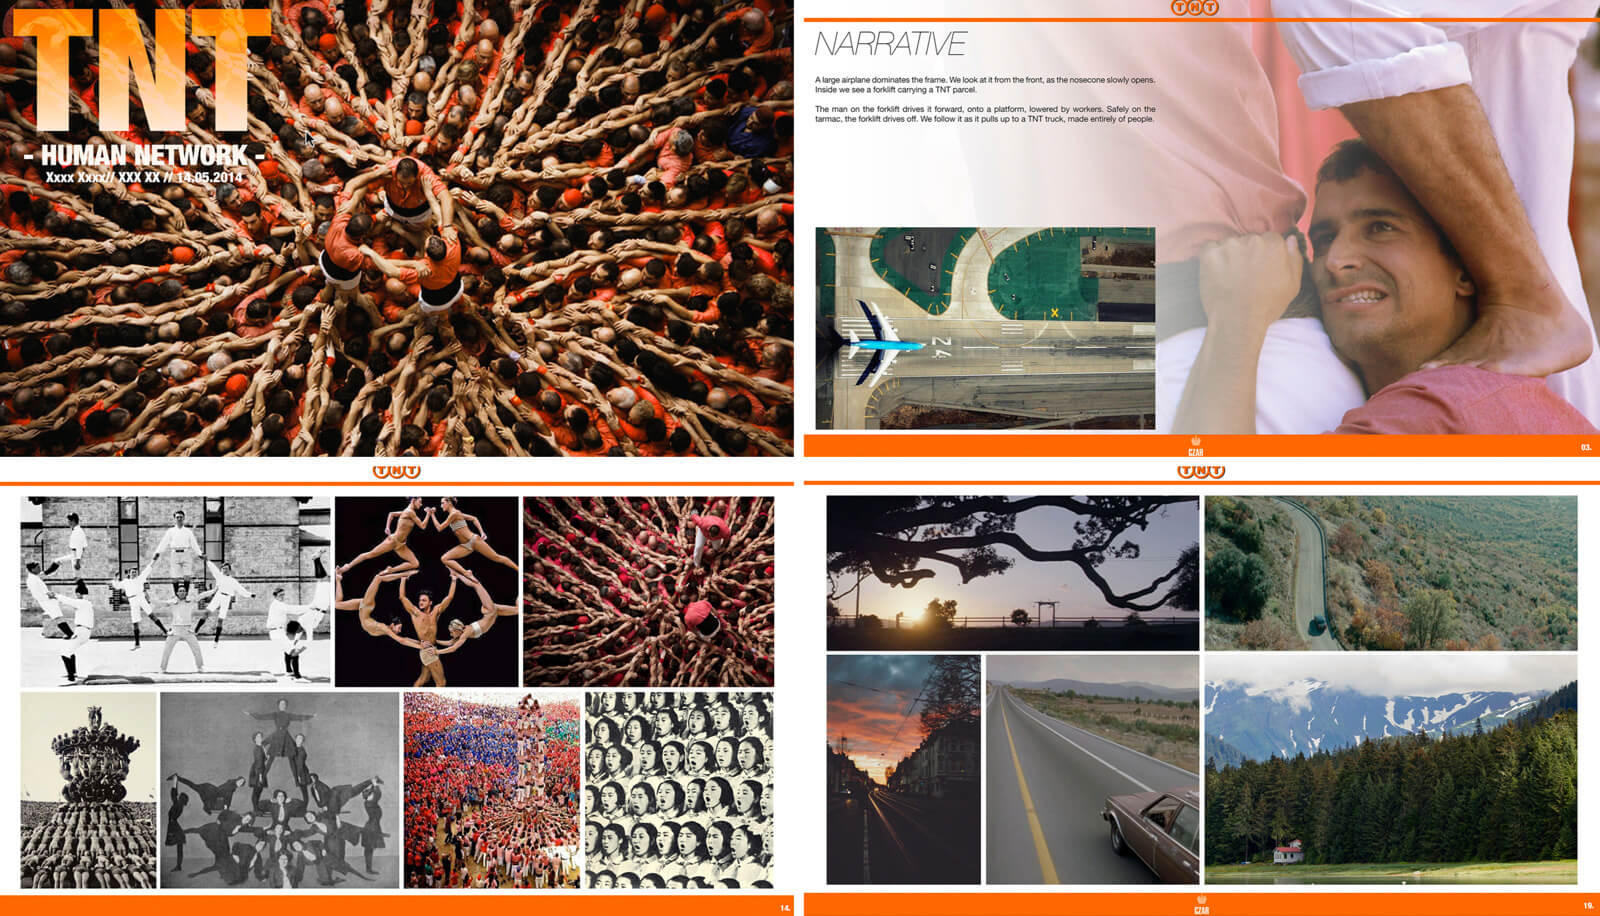 TNT
- HUMAN NETWORK -
Xxxx Xxxx// XXX XX // 14.05.2014
TNT
NARRATIVE
A large airplane dominates the frame. We look at it from the front, as the nosecone slowly opens.
Inside we see a forklift carrying a TNT parcel.
The man on the forklift drives it forward, onto a platform, lowered by workers. Safely on the
tarmac, the forklift drives off. We follow it as it pulls up to a TNT truck, made entirely of people.
24
CZAR
03.
TNT
14.
TNT
CZAR
19.